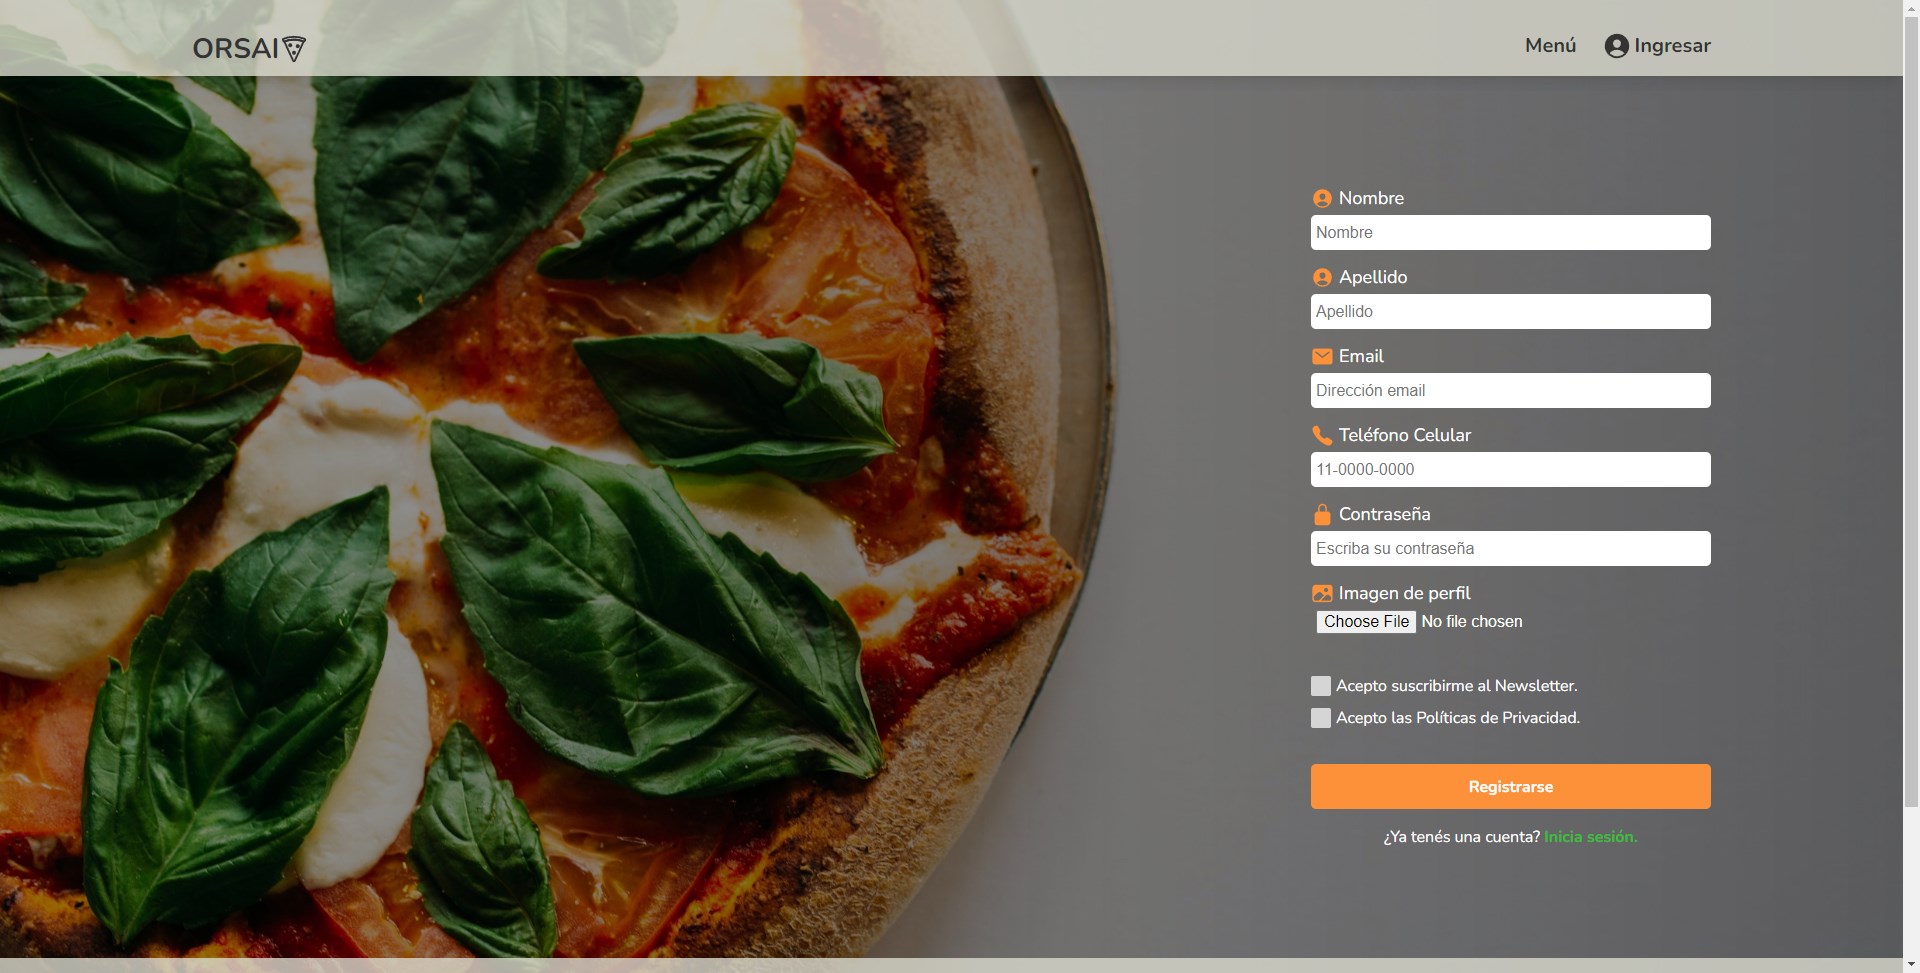 ORSAI
Menú
Ingresar
Nombre
Nombre
Apellido
Apellido
Email
Dirección email
Teléfono Celular
11-0000-0000
Contraseña
Escriba su contraseña
Imagen de perfil
Choose File No file chosen
Acepto suscribirme al Newsletter.
Acepto las Políticas de Privacidad.
Registrarse
¿Ya tenés una cuenta? Inicia sesión.